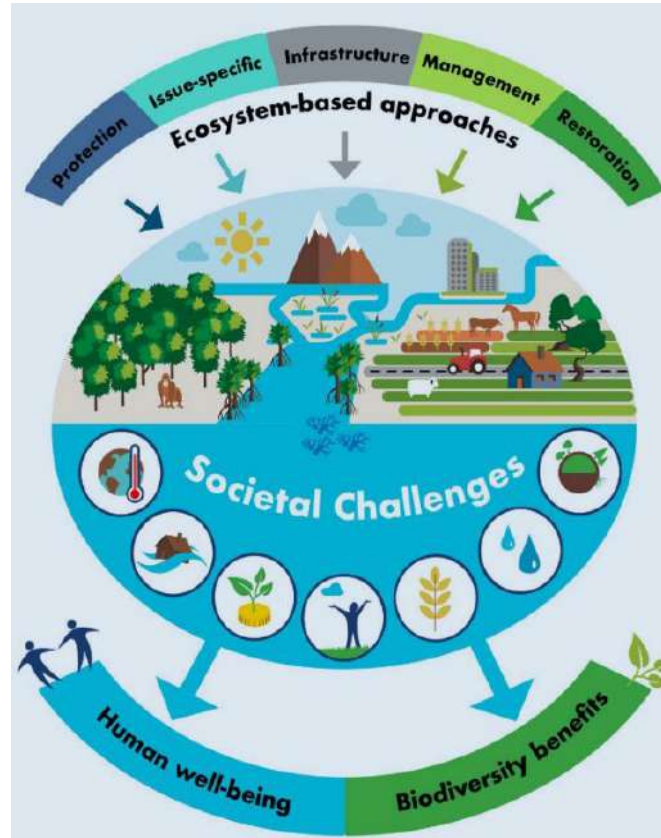 Protection
Issue-specific
Infrastructure
Management
Restoration
Ecosystem-based approaches
Societal Challenges
Human well-being
Biodiversity benefits